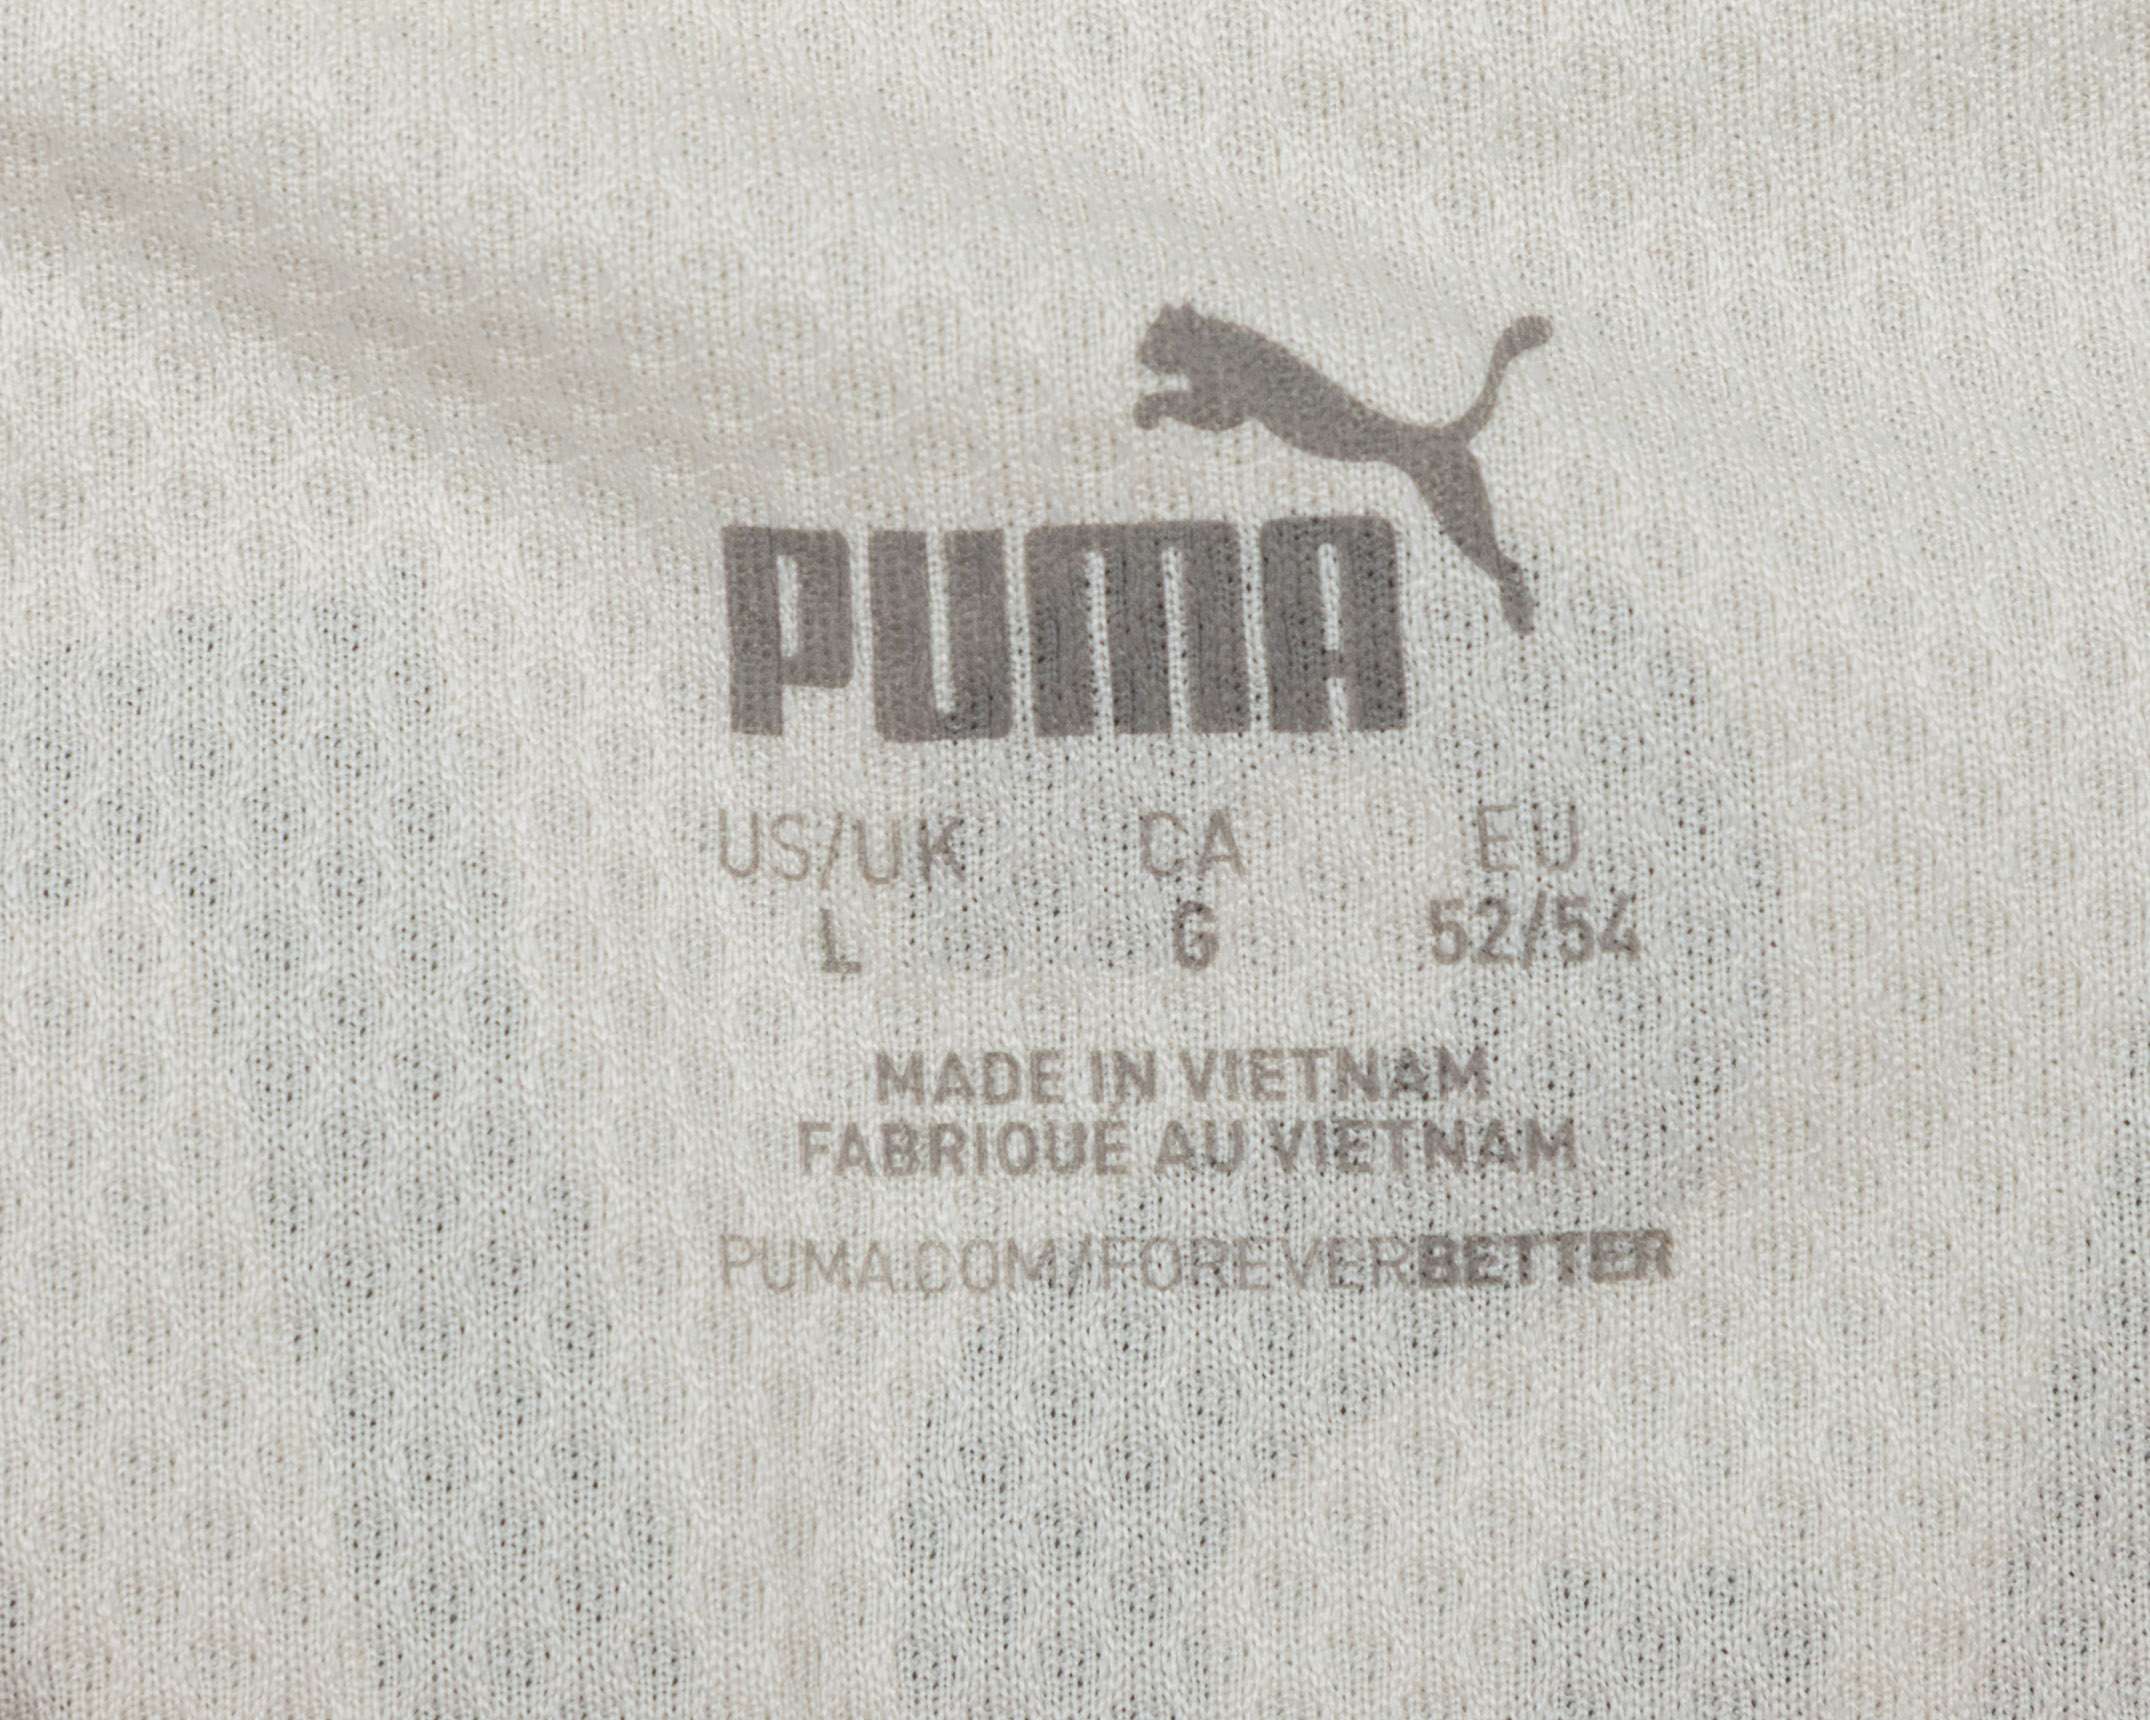 PUMA
US/UK CA EU
L G 52/54
MADE IN VIETNAM
FABRIQUÉ AU VIETNAM
PUMA.COM/FOREVERBETTER